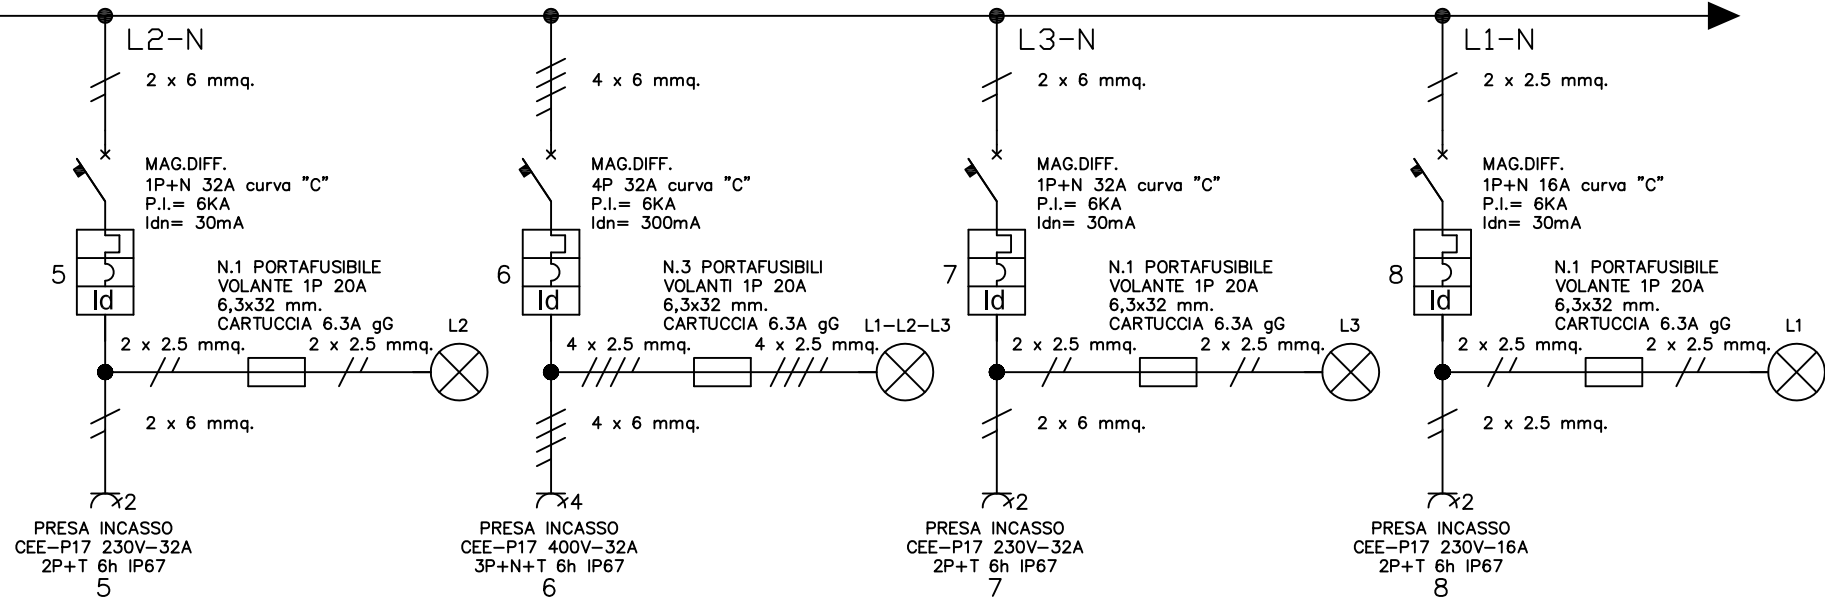 L2-N
2 x 6 mmq.
MAG.DIFF.
1P+N 32A curva "C"
P.I.= 6KA
Idn= 30mA
5
Id
N.1 PORTAFUSIBILE
VOLANTE 1P 20A
6,3x32 mm.
CARTUCCIA 6.3A gG
L2
2 x 2.5 mmq.
2 x 2.5 mmq.
2 x 6 mmq.
2
PRESA INCASSO
CEE-P17 230V-32A
2P+T 6h IP67
5
4 x 6 mmq.
MAG.DIFF.
4P 32A curva "C"
P.I.= 6KA
Idn= 300mA
6
Id
N.3 PORTAFUSIBILI
VOLANTI 1P 20A
6,3x32 mm.
CARTUCCIA 6.3A gG
L1-L2-L3
4 x 2.5 mmq.
4 x 2.5 mmq.
4 x 6 mmq.
4
PRESA INCASSO
CEE-P17 400V-32A
3P+N+T 6h IP67
6
L3-N
2 x 6 mmq.
MAG.DIFF.
1P+N 32A curva "C"
P.I.= 6KA
Idn= 30mA
7
Id
N.1 PORTAFUSIBILE
VOLANTE 1P 20A
6,3x32 mm.
CARTUCCIA 6.3A gG
L3
2 x 2.5 mmq.
2 x 2.5 mmq.
2 x 6 mmq.
2
PRESA INCASSO
CEE-P17 230V-32A
2P+T 6h IP67
7
L1-N
2 x 2.5 mmq.
MAG.DIFF.
1P+N 16A curva "C"
P.I.= 6KA
Idn= 30mA
8
Id
N.1 PORTAFUSIBILE
VOLANTE 1P 20A
6,3x32 mm.
CARTUCCIA 6.3A gG
L1
2 x 2.5 mmq.
2 x 2.5 mmq.
2 x 2.5 mmq.
2
PRESA INCASSO
CEE-P17 230V-16A
2P+T 6h IP67
8